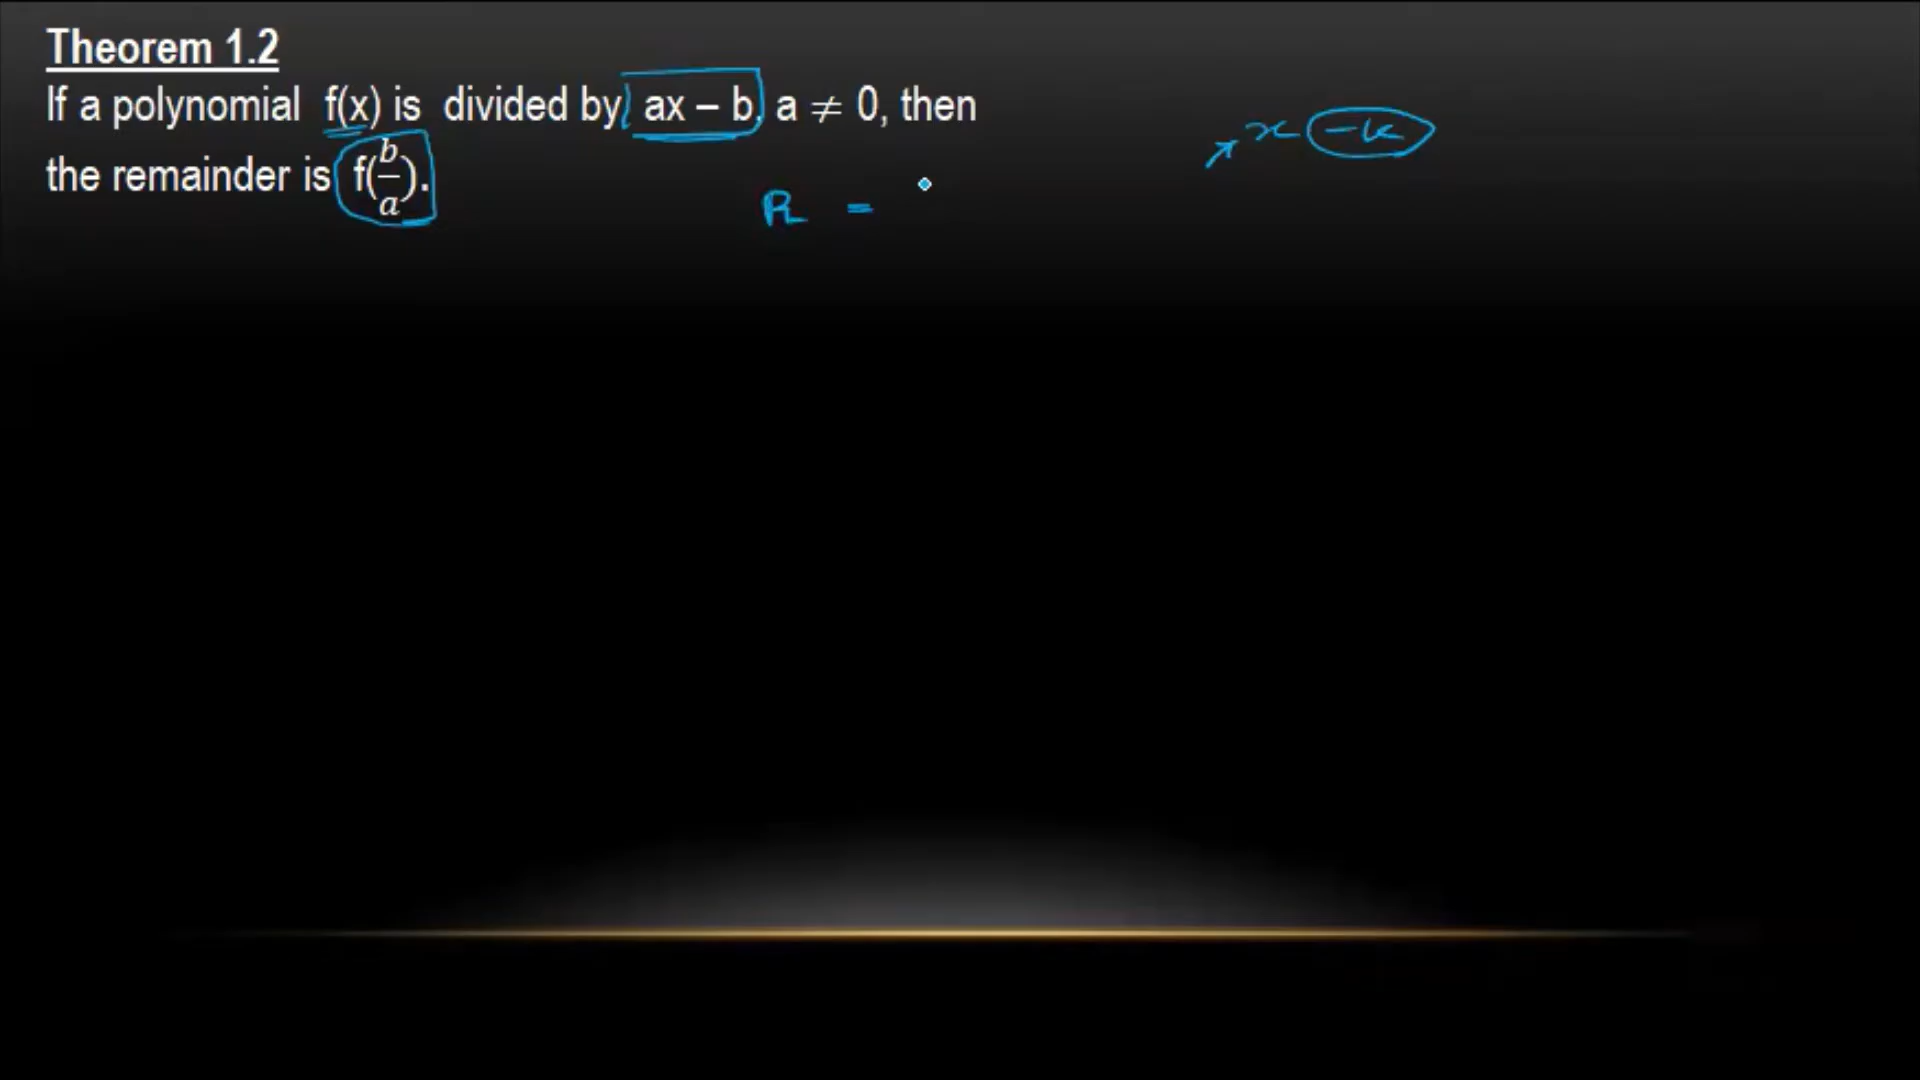 Theorem 1.2
If a polynomial f(x) is divided by ax – b, a ≠ 0, then
x - k
the remainder is f(b/a).
R =